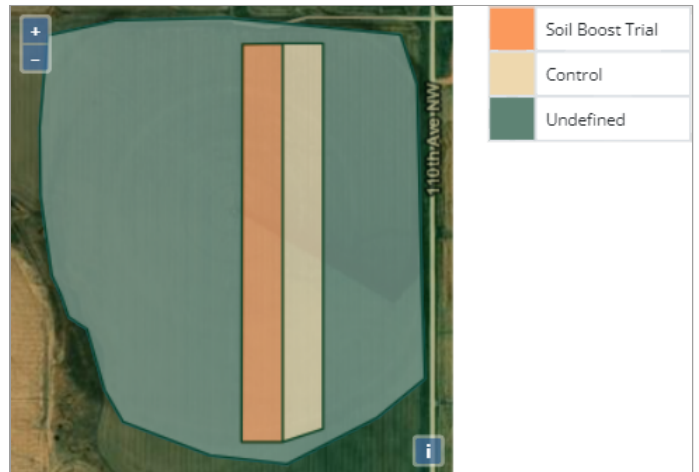 +
–
110th Ave NW
i
Soil Boost Trial
Control
Undefined